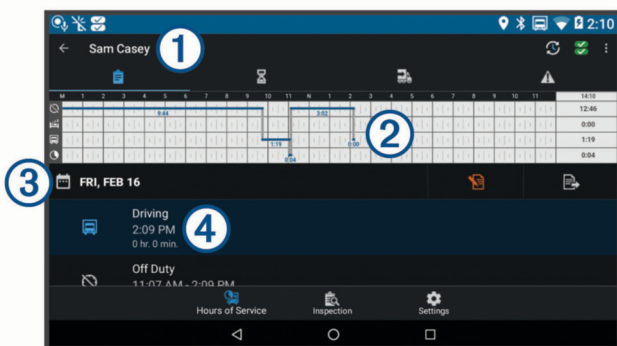 2:10
Sam Casey
1
M 1 2 3 4 5 6 7 8 9 10 11 N 1 2 3 4 5 6 7 8 9 10 11 14:10
9:44 3:02 12:46
0:00
1:19 0:00 1:19
0:04 0:04
2
3
FRI, FEB 16
Driving
2:09 PM
0 hr. 0 min.
4
Off Duty
11:07 AM - 2:09 PM
Hours of Service Inspection Settings